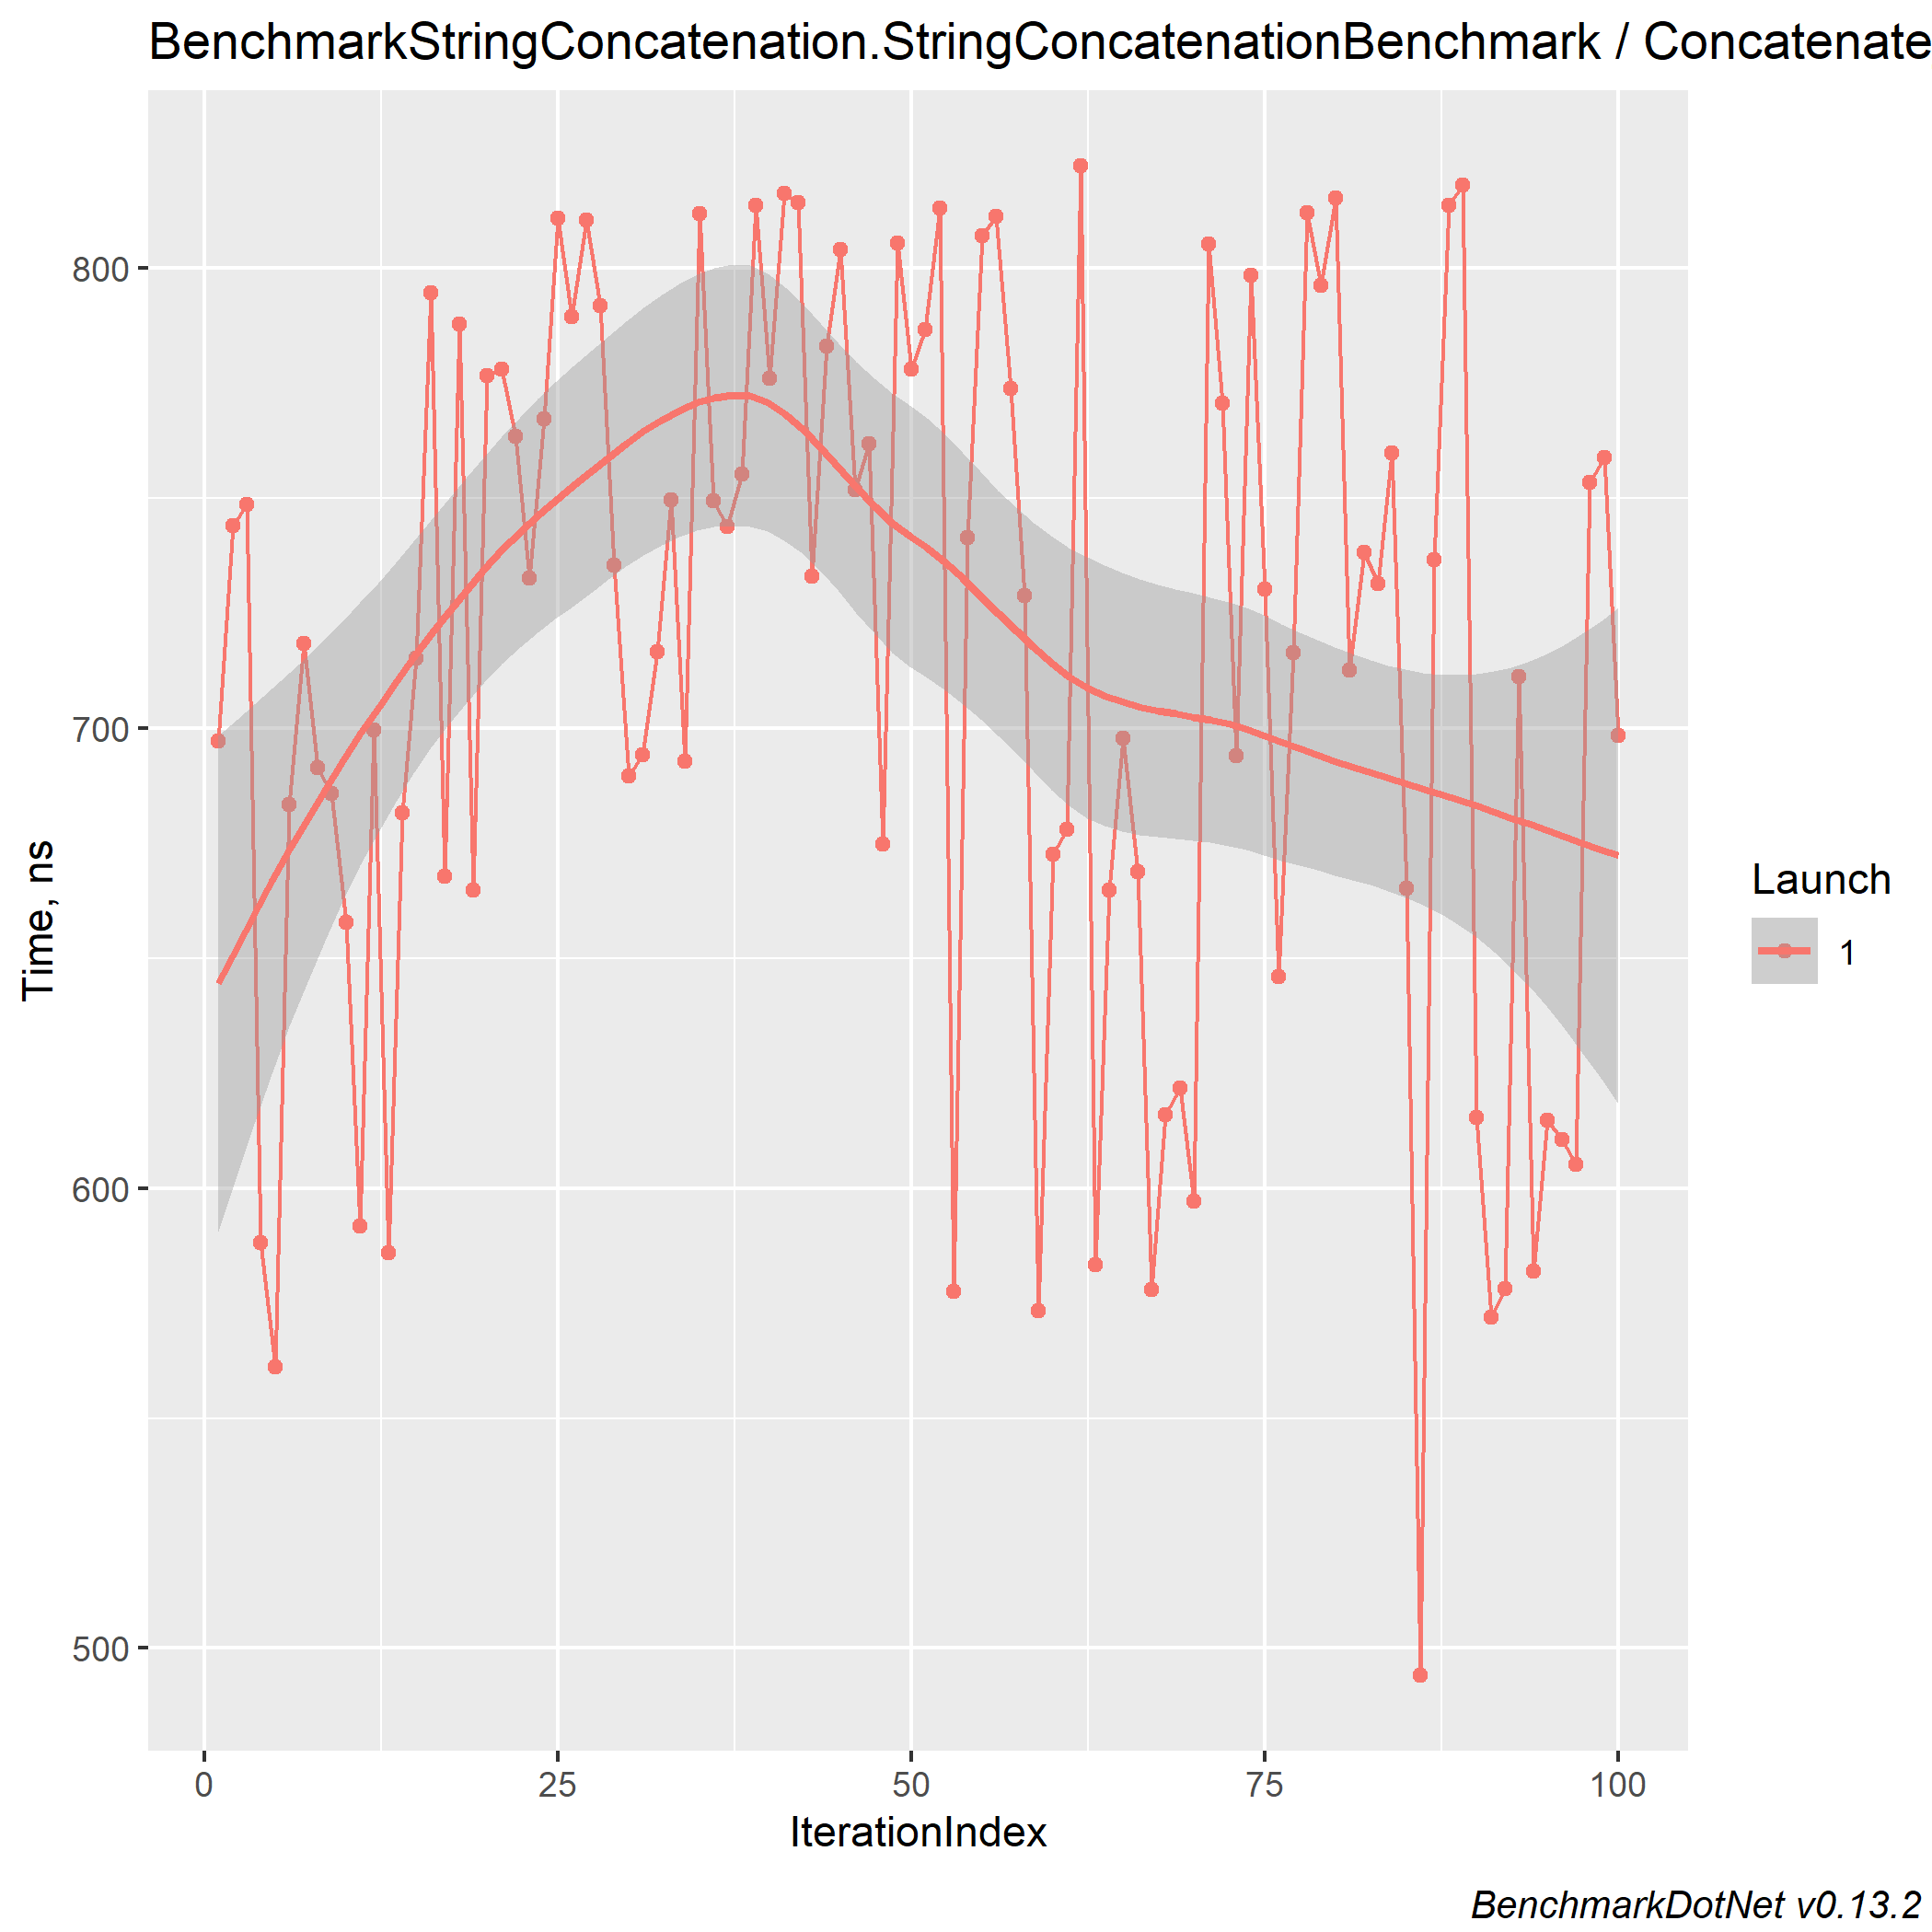 BenchmarkStringConcatenation.StringConcatenationBenchmark / Concatenate
Time, ns
800
700
600
500
0 25 50 75 100
IterationIndex
Launch
1
BenchmarkDotNet v0.13.2